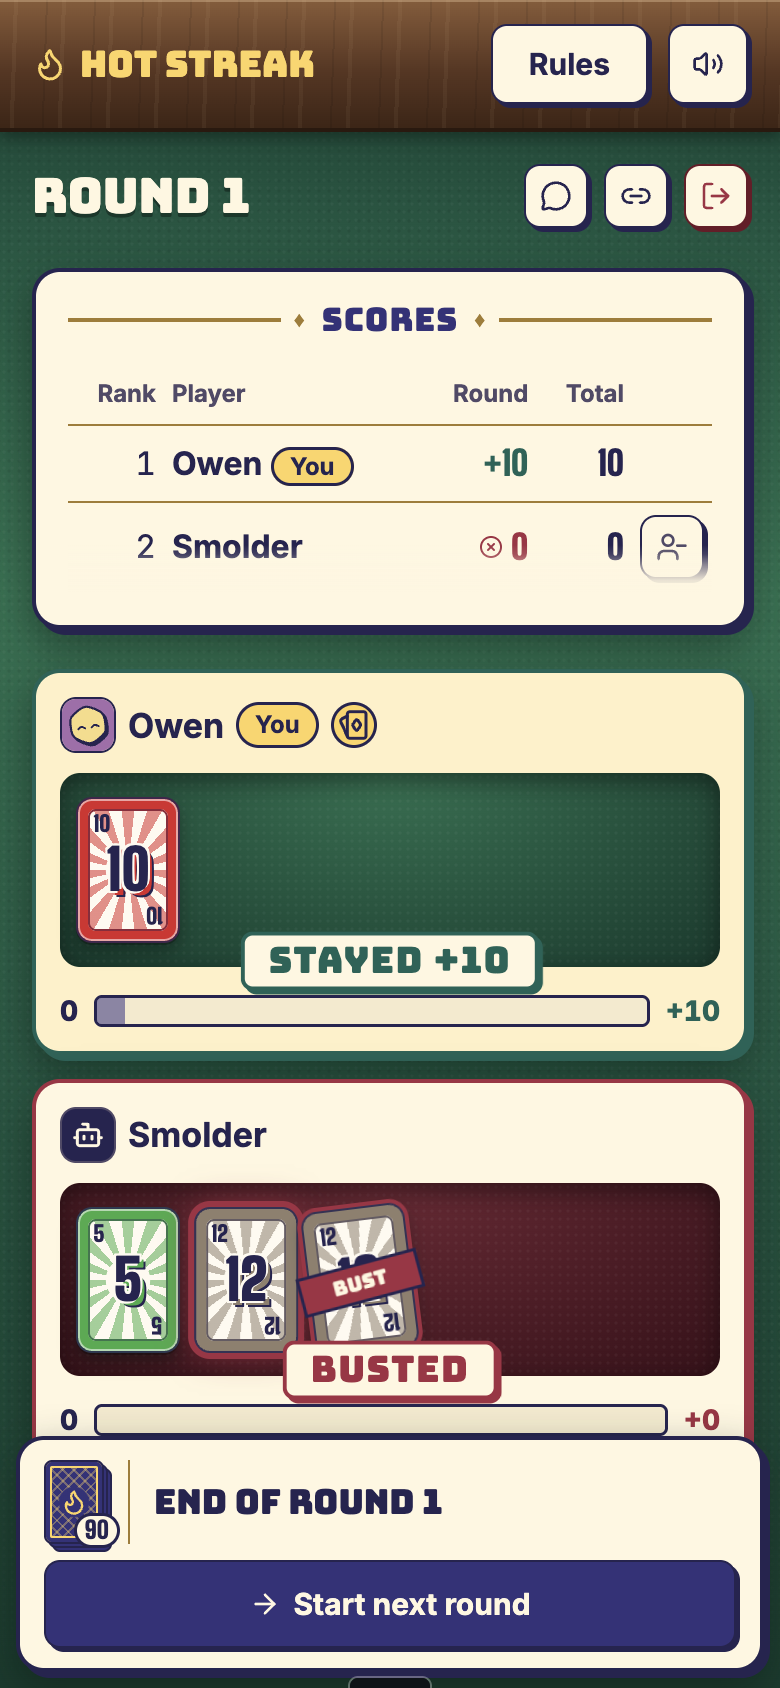 HOT STREAK
Rules
ROUND 1
SCORES
Rank Player Round Total
1 Owen You +10 10
2 Smolder 0 0
Owen You
10
10
10
STAYED +10
0 +10
Smolder
5
5
5
12
12
12
12
BUST
12
BUSTED
0 +0
90
END OF ROUND 1
Start next round